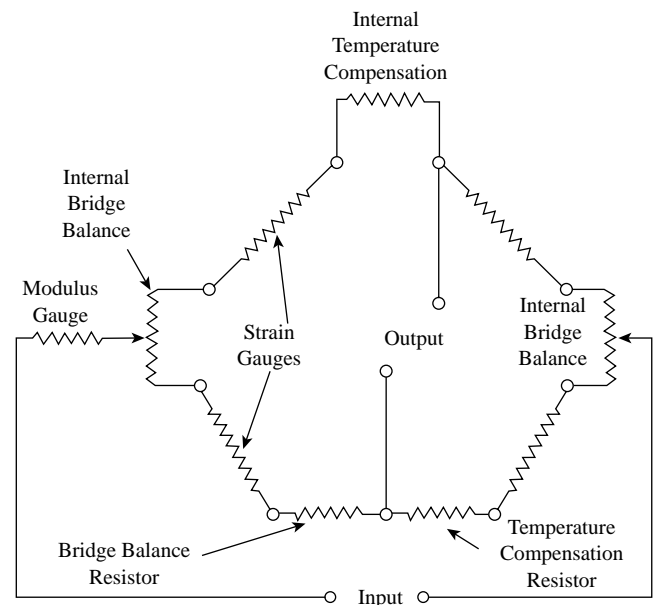 Internal
Temperature
Compensation
Internal
Bridge
Balance
Modulus
Gauge
Strain
Gauges
Output
Internal
Bridge
Balance
Bridge Balance
Resistor
Temperature
Compensation
Resistor
Input